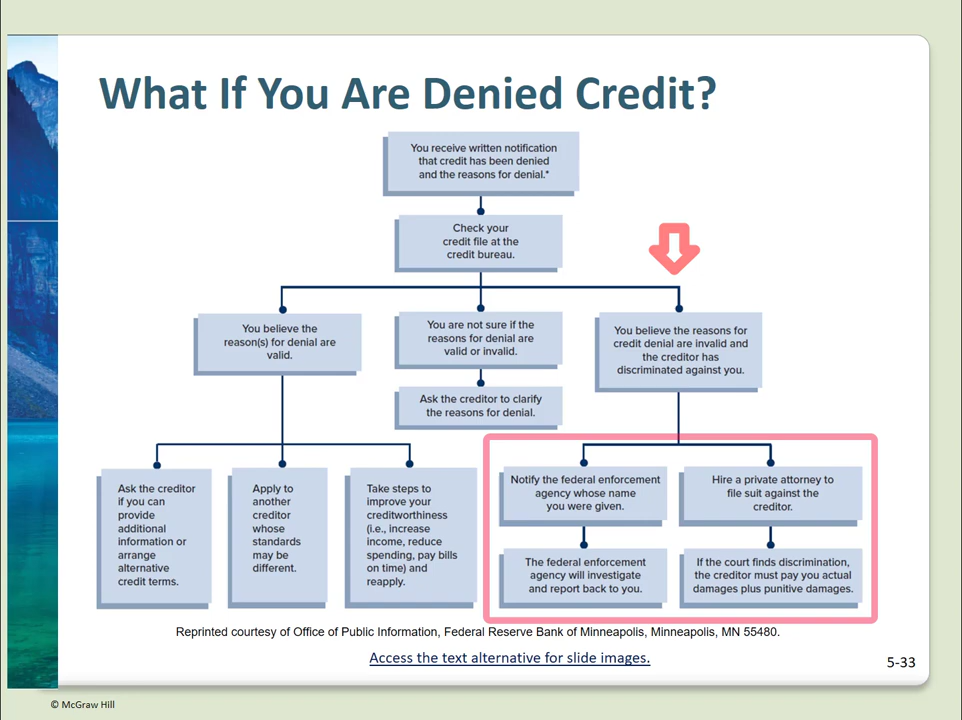 What If You Are Denied Credit?
You receive written notification
that credit has been denied
and the reasons for denial.*
Check your
credit file at the
credit bureau.
You believe the
reason(s) for denial are
valid.
You are not sure if the
reasons for denial are
valid or invalid.
Ask the creditor to clarify
the reasons for denial.
You believe the reasons for
credit denial are invalid and
the creditor has
discriminated against you.
Ask the creditor
if you can
provide
additional
information or
arrange
alternative
credit terms.
Apply to
another
creditor
whose
standards
may be
different.
Take steps to
improve your
creditworthiness
(i.e., increase
income, reduce
spending, pay bills
on time) and
reapply.
Notify the federal enforcement
agency whose name
you were given.
The federal enforcement
agency will investigate
and report back to you.
Hire a private attorney to
file suit against the
creditor.
If the court finds discrimination,
the creditor must pay you actual
damages plus punitive damages.
Reprinted courtesy of Office of Public Information, Federal Reserve Bank of Minneapolis, Minneapolis, MN 55480.
Access the text alternative for slide images.
5-33
© McGraw Hill